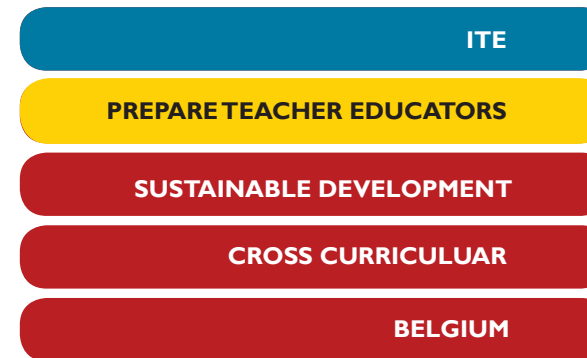 ITE
PREPARE TEACHER EDUCATORS
SUSTAINABLE DEVELOPMENT
CROSS CURRICULUAR
BELGIUM